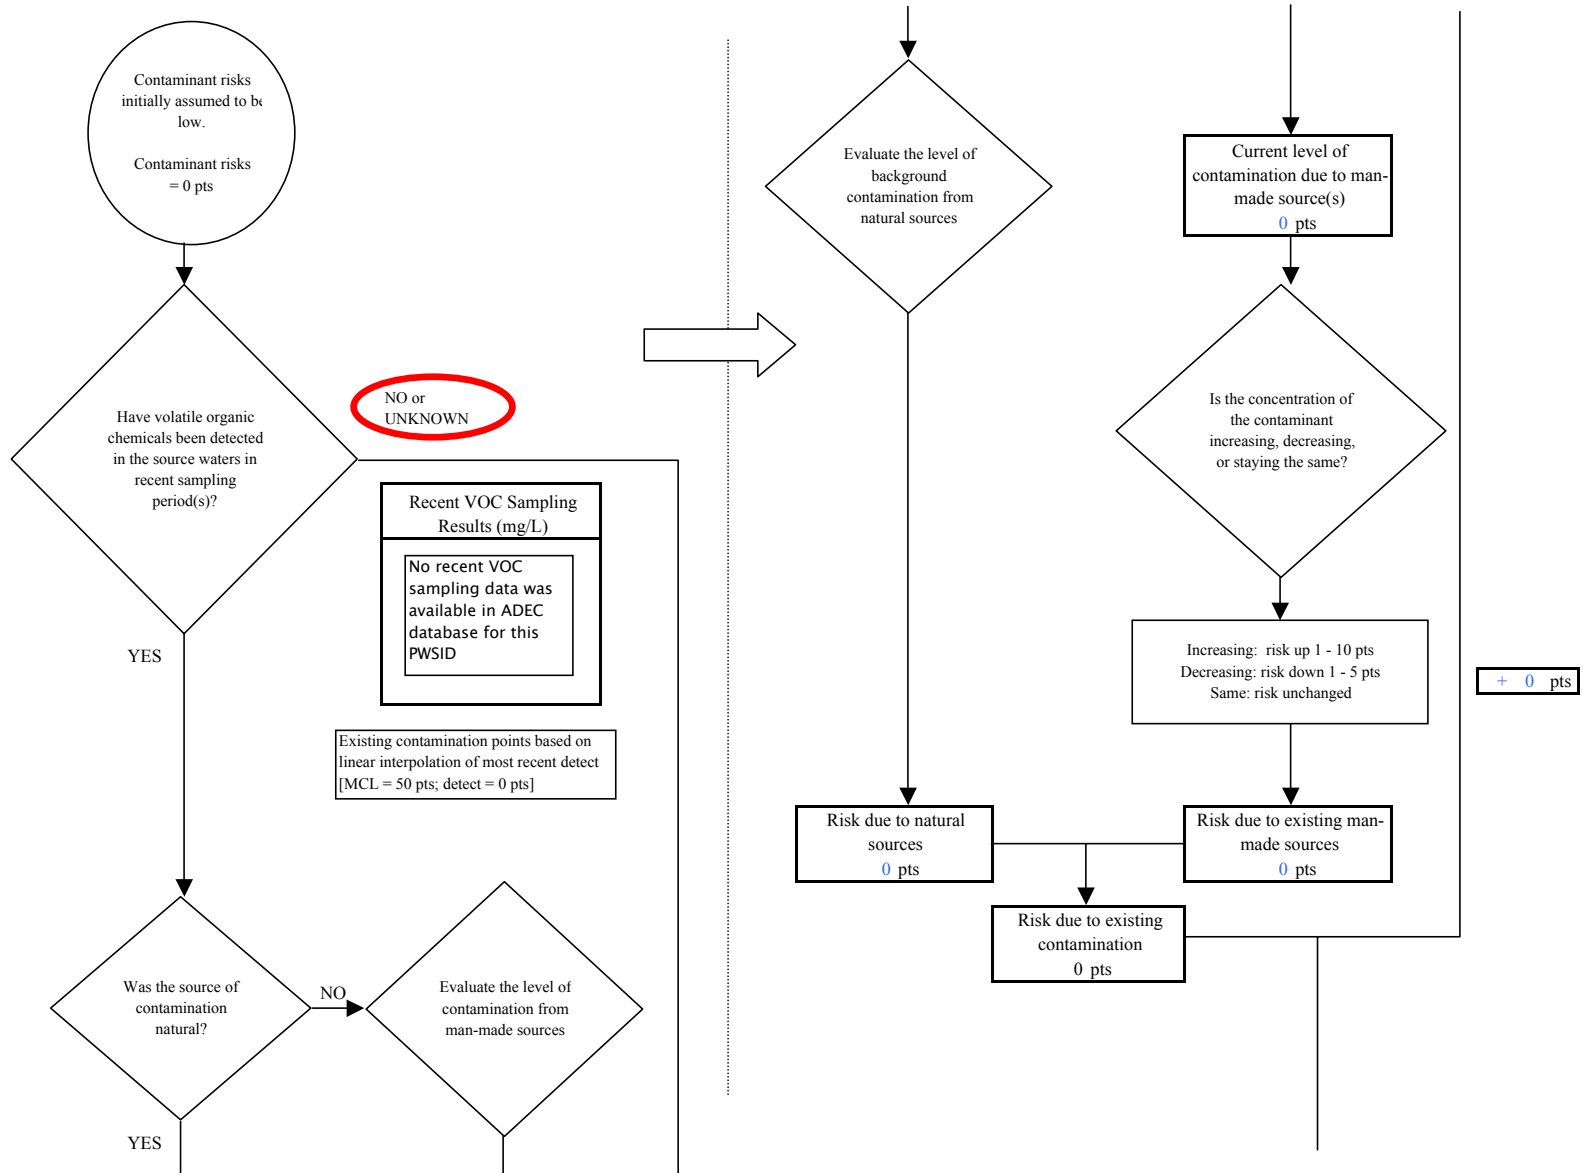 Contaminant risks
initially assumed to be
low.
Contaminant risks
= 0 pts
Have volatile organic
chemicals been detected
in the source waters in
recent sampling
period(s)?
NO or
UNKNOWN
Recent VOC Sampling
Results (mg/L)
No recent VOC
sampling data was
available in ADEC
database for this
PWSID
YES
Existing contamination points based on
linear interpolation of most recent detect
[MCL = 50 pts; detect = 0 pts]
Was the source of
contamination
natural?
NO
Evaluate the level of
contamination from
man-made sources
YES
Evaluate the level of
background
contamination from
natural sources
Current level of
contamination due to man-
made source(s)
0 pts
Is the concentration of
the contaminant
increasing, decreasing,
or staying the same?
Increasing: risk up 1 - 10 pts
Decreasing: risk down 1 - 5 pts
Same: risk unchanged
+ 0 pts
Risk due to natural
sources
0 pts
Risk due to existing man-
made sources
0 pts
Risk due to existing
contamination
0 pts